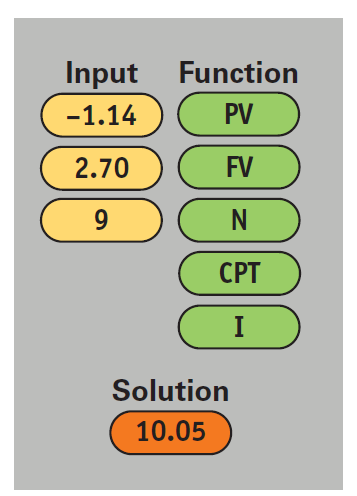 Input Function
–1.14 PV
2.70 FV
9 N
CPT
I
Solution
10.05